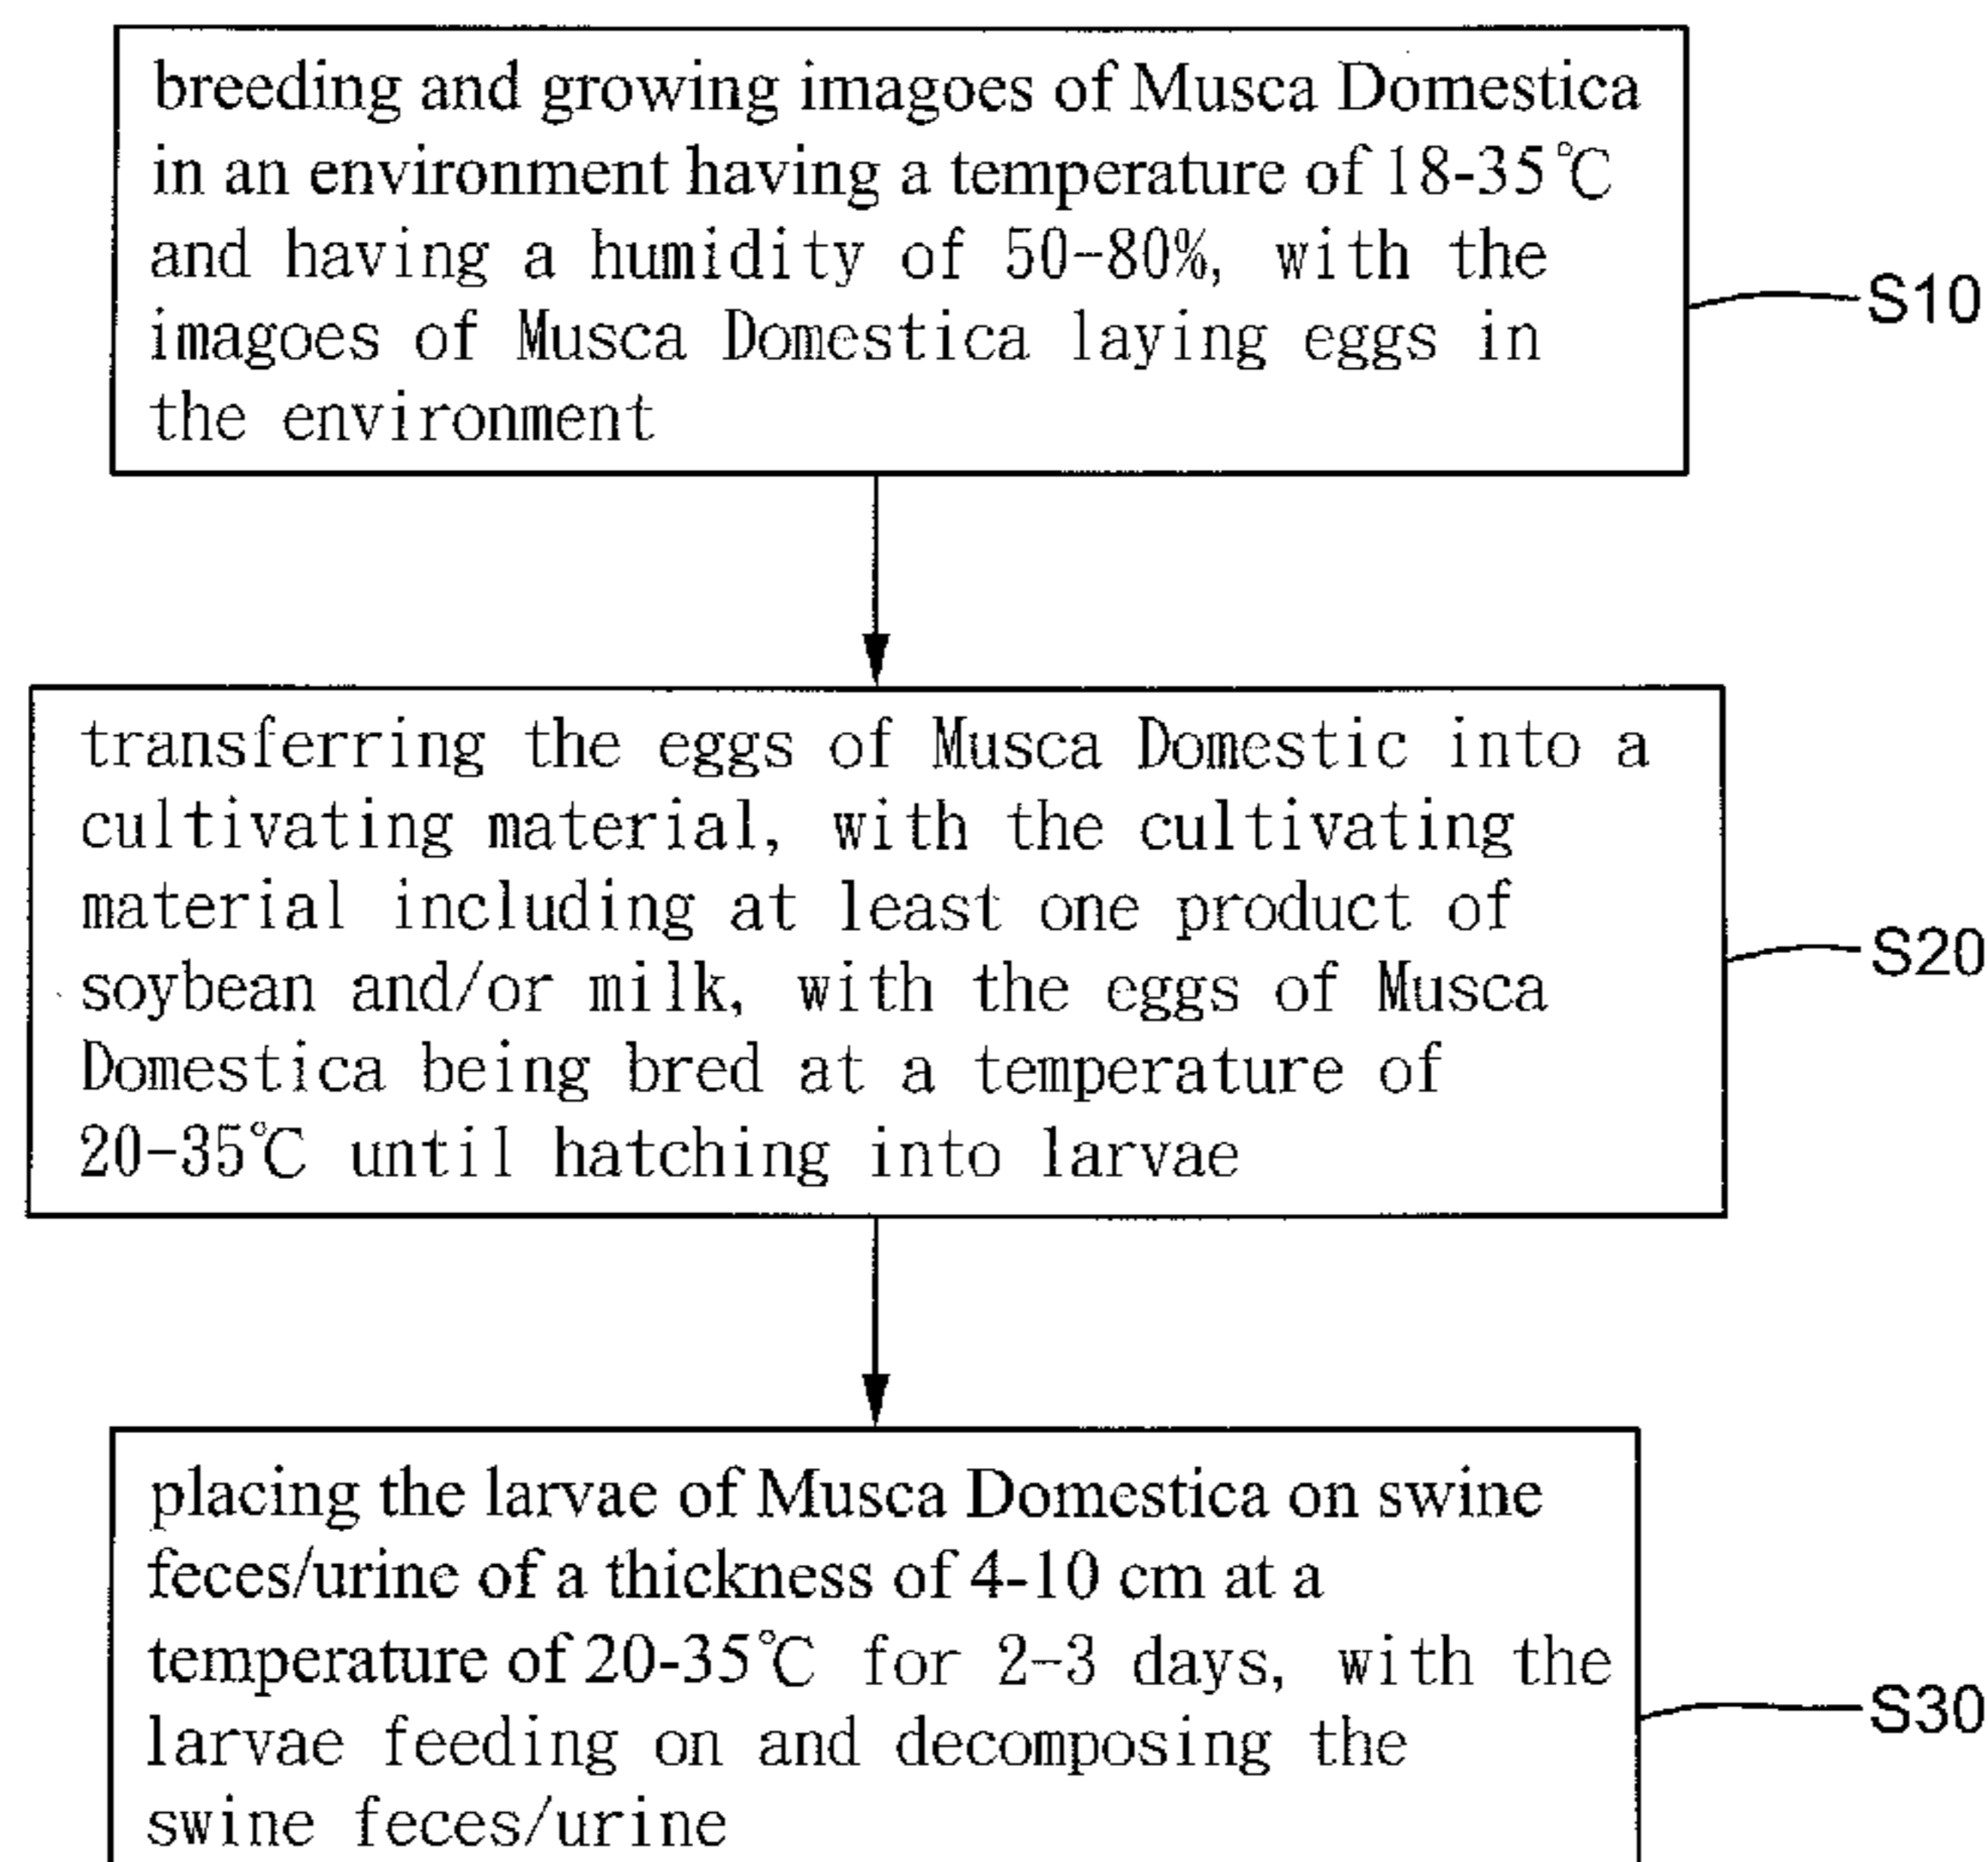 breeding and growing imagoes of Musca Domestica
in an environment having a temperature of 18-35℃
and having a humidity of 50-80%, with the
imagoes of Musca Domestica laying eggs in
the environment
S10
transferring the eggs of Musca Domestic into a
cultivating material, with the cultivating
material including at least one product of
soybean and/or milk, with the eggs of Musca
Domestica being bred at a temperature of
20-35℃ until hatching into larvae
S20
placing the larvae of Musca Domestica on swine
feces/urine of a thickness of 4-10 cm at a
temperature of 20-35℃ for 2-3 days, with the
larvae feeding on and decomposing the
swine feces/urine
S30